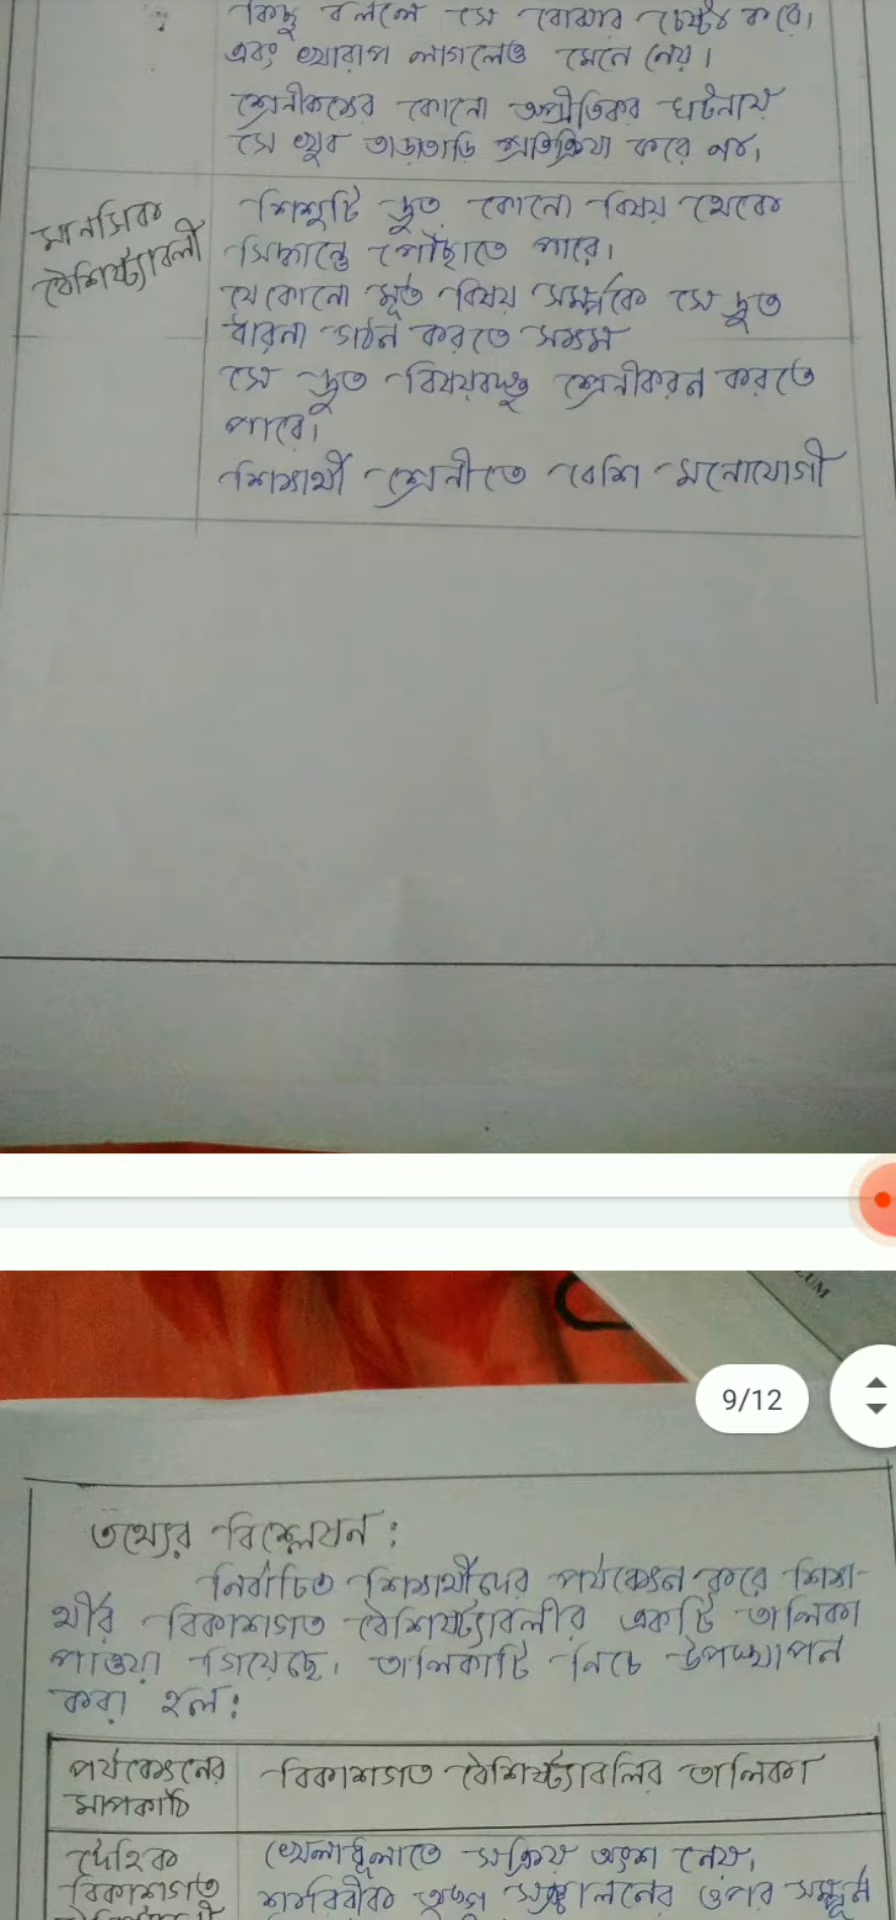 কিছু বললে সে বোঝার চেষ্টা করে।
এবং খারাপ লাগলেও মেনে নেয়।
শ্রেনীকক্ষের কোনো অপ্রীতিকর ঘটনায়
সে খুব তাড়াতাড়ি প্রতিক্রিয়া করে না।
মানসিক
বৈশিষ্ট্যাবলী
শিশুটি দ্রুত কোনো বিষয় থেকে
সিদ্ধান্তে পৌঁছাতে পারে।
যে কোনো মূর্ত বিষয় সম্পর্কে সে দ্রুত
ধারনা গঠন করতে সক্ষম
সে দ্রুত বিষয়বস্তু শ্রেনীকরন করতে
পারে।
শিক্ষার্থী শ্রেনীতে বেশি মনোযোগী
UM
9/12
তথ্যের বিশ্লেষন :
নির্বাচিত শিক্ষার্থীদের পর্যবেক্ষন করে শিক্ষা-
র্থীর বিকাশগত বৈশিষ্ট্যাবলীর একটি তালিকা
পাওয়া গিয়েছে। তালিকাটি নিচে উপস্থাপন
করা হল :
পর্যবেক্ষনের
মাপকাঠি
বিকাশগত বৈশিষ্ট্যাবলির তালিকা
দৈহিক
বিকাশগত
খেলাধূলাতে সক্রিয় অংশ নেয়,
শারিরীক অঙ্গ সঞ্চালনের ওপর সম্পূর্ন